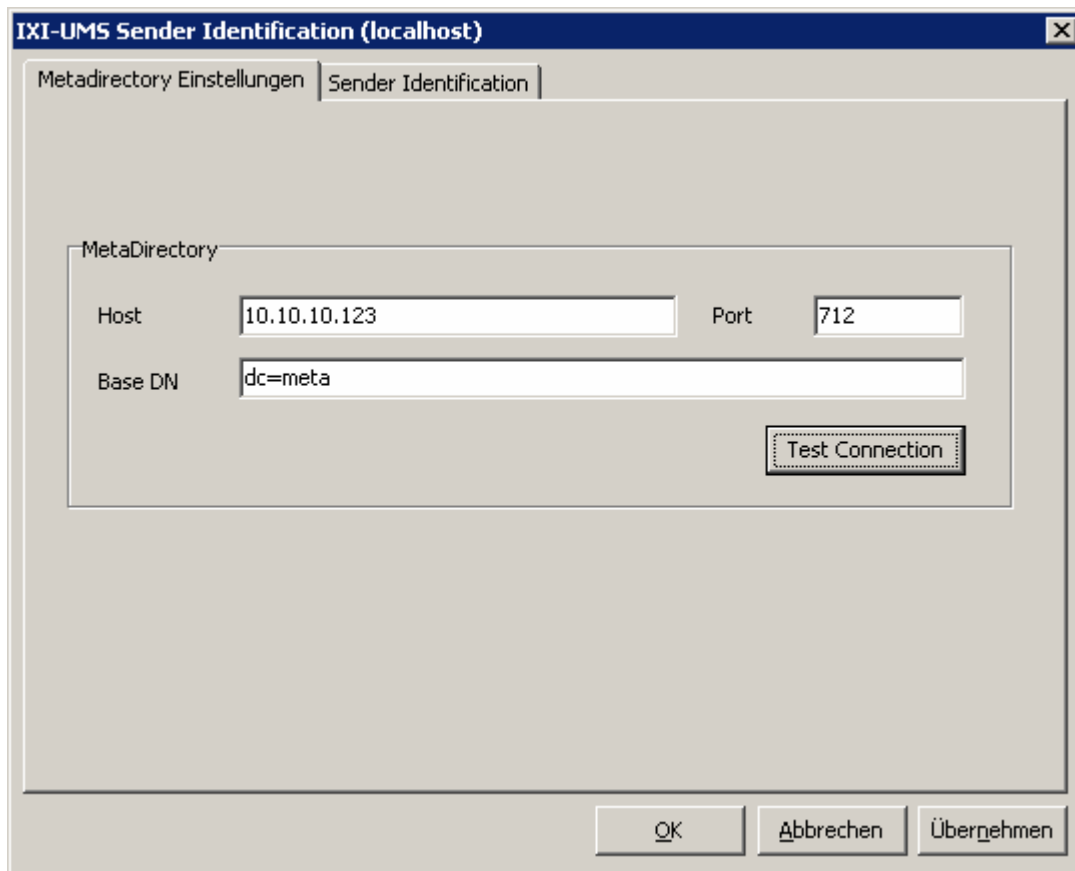 IXI-UMS Sender Identification (localhost)
Metadirectory Einstellungen Sender Identification
MetaDirectory
Host 10.10.10.123 Port 712
Base DN dc=meta
Test Connection
OK Abbrechen Übernehmen